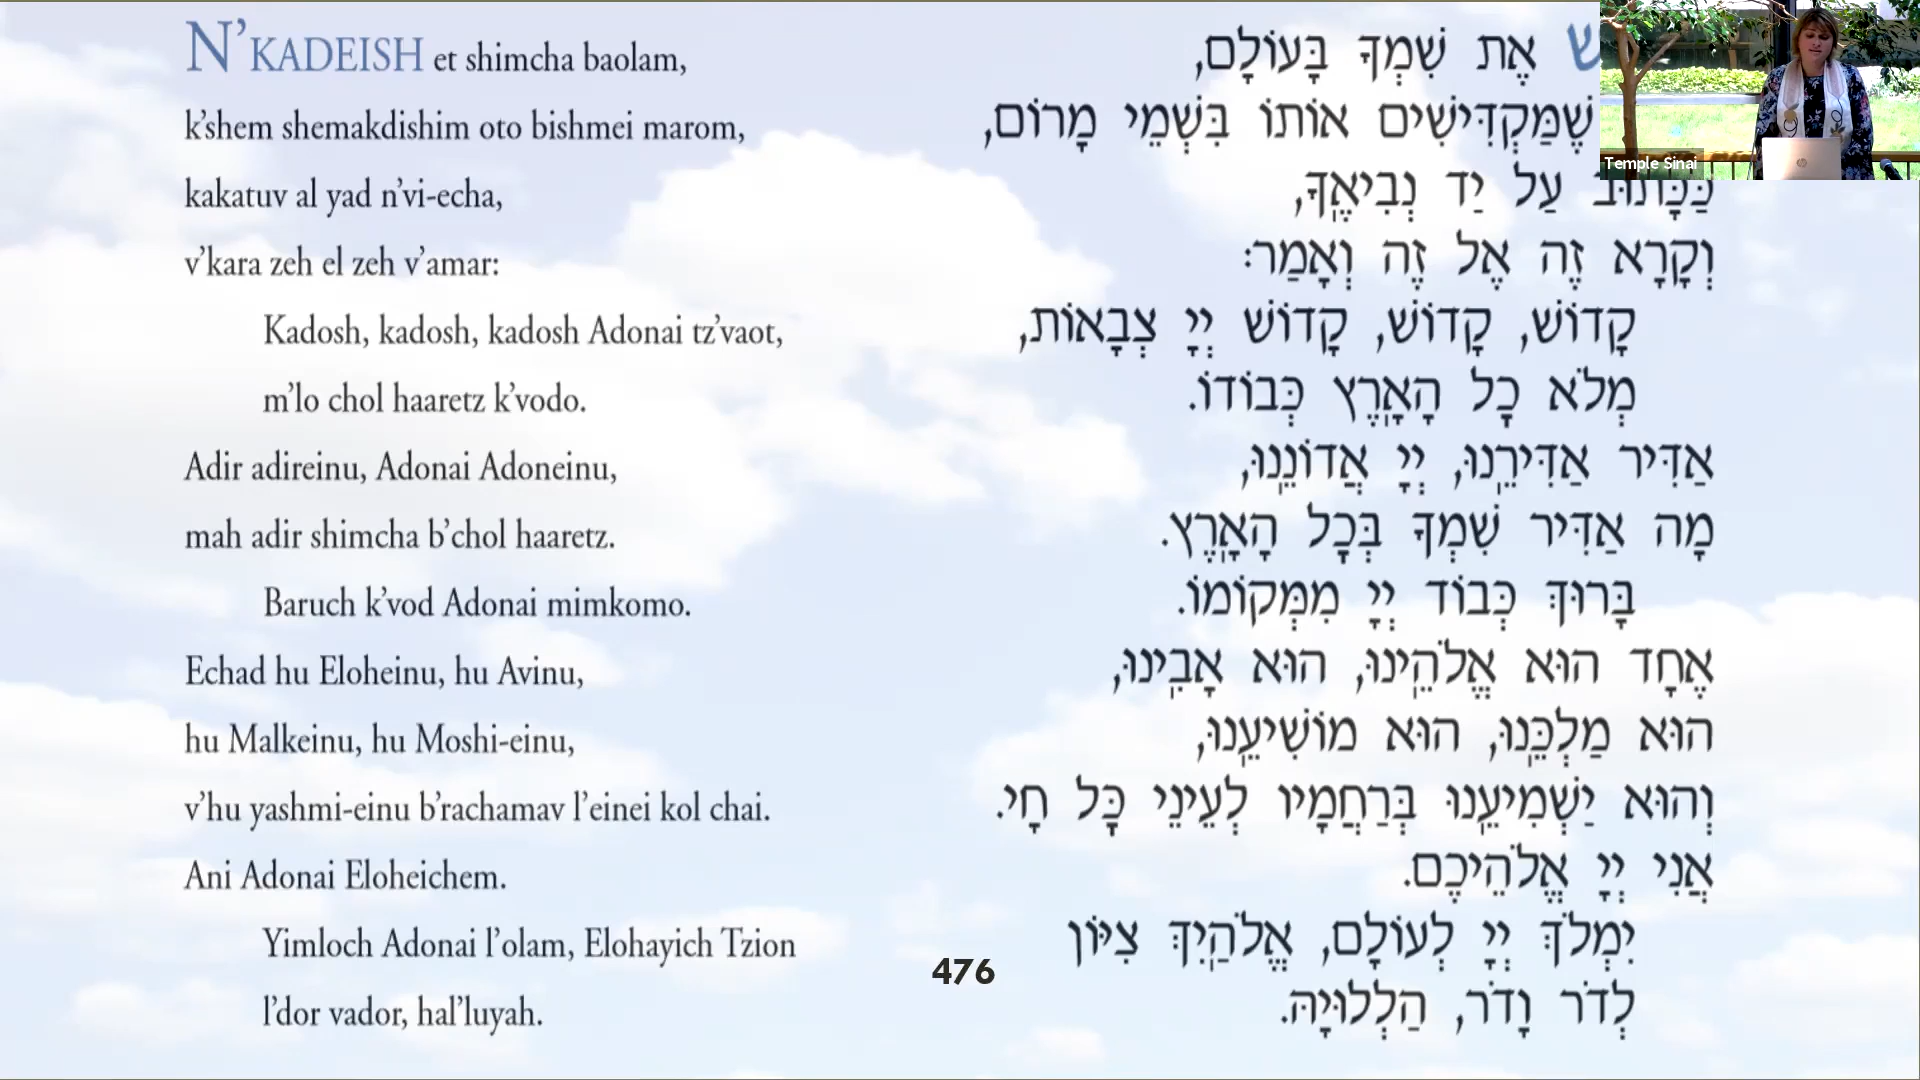 N’KADEISH et shimcha baolam,
k’shem shemakdishim oto bishmei marom,
kakatuv al yad n’vi-echa,
v’kara zeh el zeh v’amar:
Kadosh, kadosh, kadosh Adonai tz’vaot,
m’lo chol haaretz k’vodo.
Adir adireinu, Adonai Adoneinu,
mah adir shimcha b’chol haaretz.
Baruch k’vod Adonai mimkomo.
Echad hu Eloheinu, hu Avinu,
hu Malkeinu, hu Moshi-einu,
v’hu yashmi-einu b’rachamav l’einei kol chai.
Ani Adonai Eloheichem.
Yimloch Adonai l’olam, Elohayich Tzion
l’dor vador, hal’luyah.
אֶת שִׁמְךָ בָּעוֹלָם,
שֶׁמַּקְדִּישִׁים אוֹתוֹ בִּשְׁמֵי מָרוֹם,
כַּכָּתוּב עַל יַד נְבִיאֶֽךָ,
וְקָרָא זֶה אֶל זֶה וְאָמַר:
קָדוֹשׁ, קָדוֹשׁ, קָדוֹשׁ יְיָ צְבָאוֹת,
מְלֹא כָל הָאָֽרֶץ כְּבוֹדוֹ.
אַדִּיר אַדִּירֵֽנוּ, יְיָ אֲדוֹנֵֽנוּ,
מָה אַדִּיר שִׁמְךָ בְּכָל הָאָֽרֶץ.
בָּרוּךְ כְּבוֹד יְיָ מִמְּקוֹמוֹ.
אֶחָד הוּא אֱלֹהֵֽינוּ, הוּא אָבִֽינוּ,
הוּא מַלְכֵּֽנוּ, הוּא מוֹשִׁיעֵֽנוּ,
וְהוּא יַשְׁמִיעֵֽנוּ בְּרַחֲמָיו לְעֵינֵי כָּל חָי.
אֲנִי יְיָ אֱלֹהֵיכֶם.
יִמְלֹךְ יְיָ לְעוֹלָם, אֱלֹהַֽיִךְ צִיּוֹן
לְדֹר וָדֹר, הַלְלוּיָהּ.
476
Temple Sinai